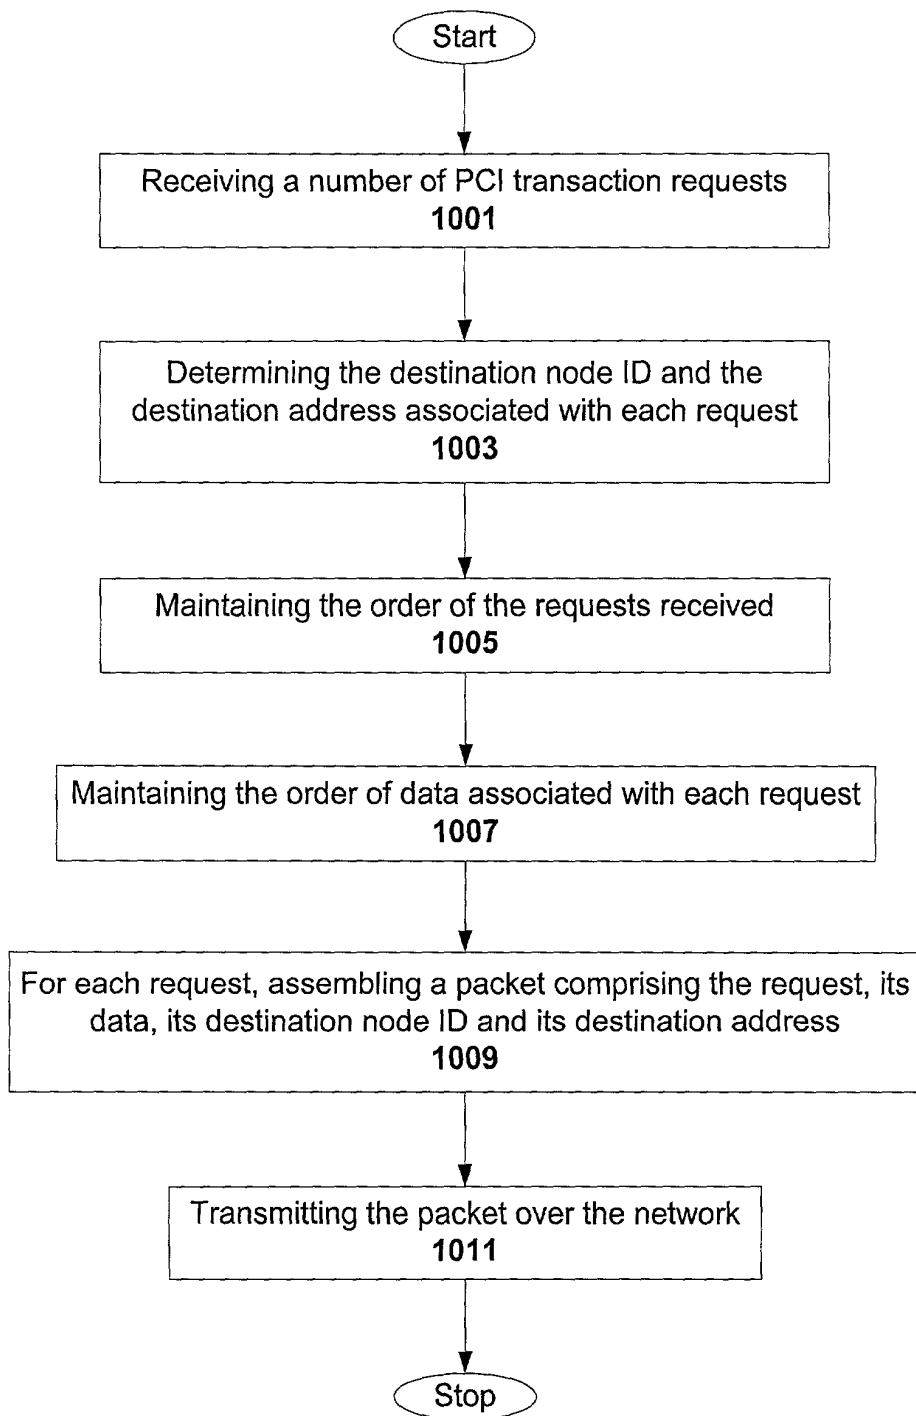 Start
Receiving a number of PCI transaction requests
1001
Determining the destination node ID and the
destination address associated with each request
1003
Maintaining the order of the requests received
1005
Maintaining the order of data associated with each request
1007
For each request, assembling a packet comprising the request, its
data, its destination node ID and its destination address
1009
Transmitting the packet over the network
1011
Stop